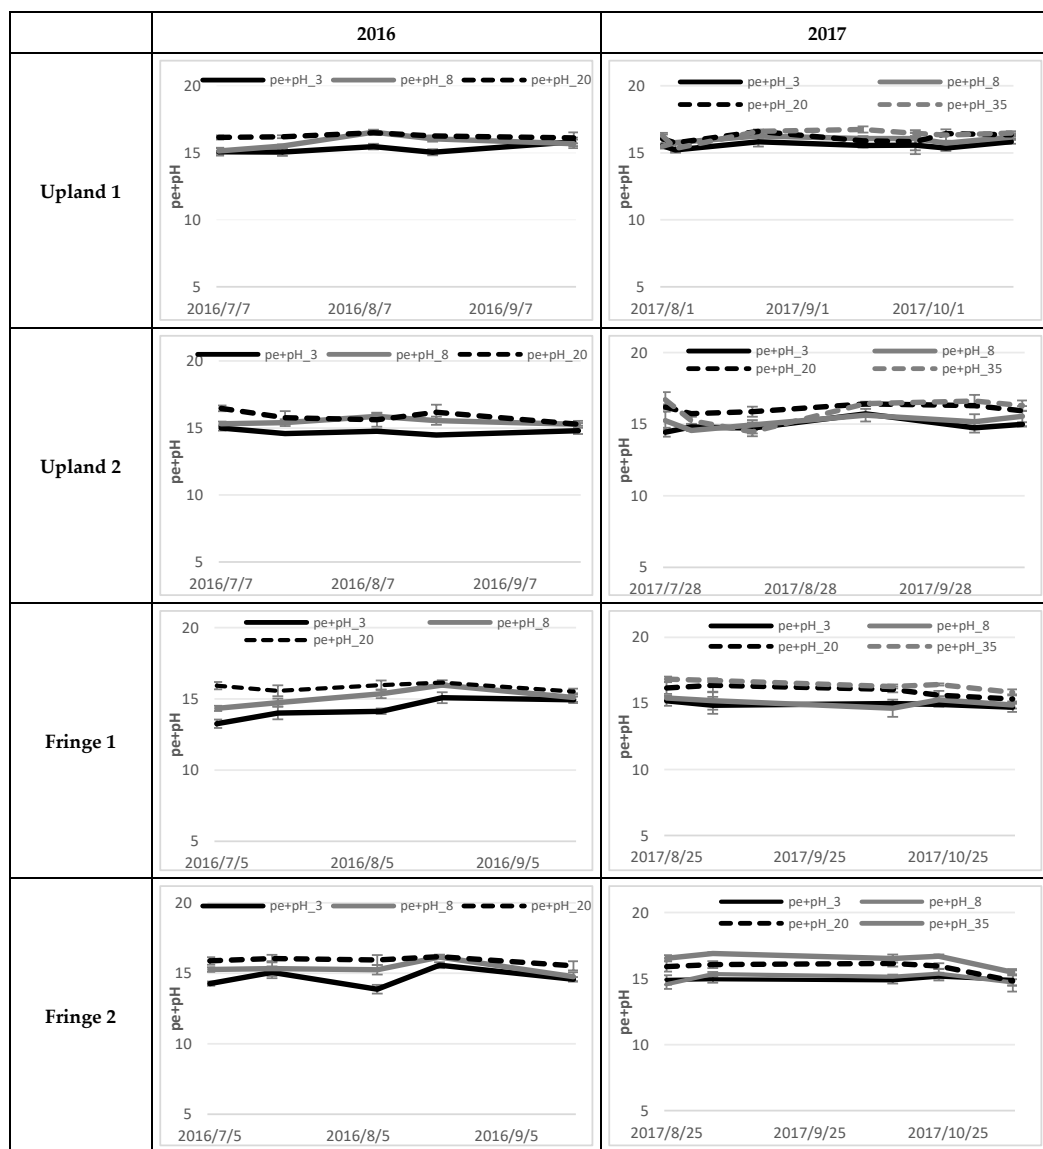 2016 2017
Upland 1
pe+pH_3 pe+pH_8 pe+pH_20
20
15
10
5
pe+pH
2016/7/7 2016/8/7 2016/9/7
pe+pH_3 pe+pH_8
pe+pH_20 pe+pH_35
20
15
10
5
pe+pH
2017/8/1 2017/9/1 2017/10/1
Upland 2
pe+pH_3 pe+pH_8 pe+pH_20
20
15
10
5
pe+pH
2016/7/7 2016/8/7 2016/9/7
pe+pH_3 pe+pH_8
pe+pH_20 pe+pH_35
20
15
10
5
pe+pH
2017/7/28 2017/8/28 2017/9/28
Fringe 1
pe+pH_3 pe+pH_8
pe+pH_20
20
15
10
5
pe+pH
2016/7/5 2016/8/5 2016/9/5
pe+pH_3 pe+pH_8
pe+pH_20 pe+pH_35
20
15
10
5
pe+pH
2017/8/25 2017/9/25 2017/10/25
Fringe 2
pe+pH_3 pe+pH_8 pe+pH_20
20
15
10
5
pe+pH
2016/7/5 2016/8/5 2016/9/5
pe+pH_3 pe+pH_8
pe+pH_20 pe+pH_35
20
15
10
5
pe+pH
2017/8/25 2017/9/25 2017/10/25